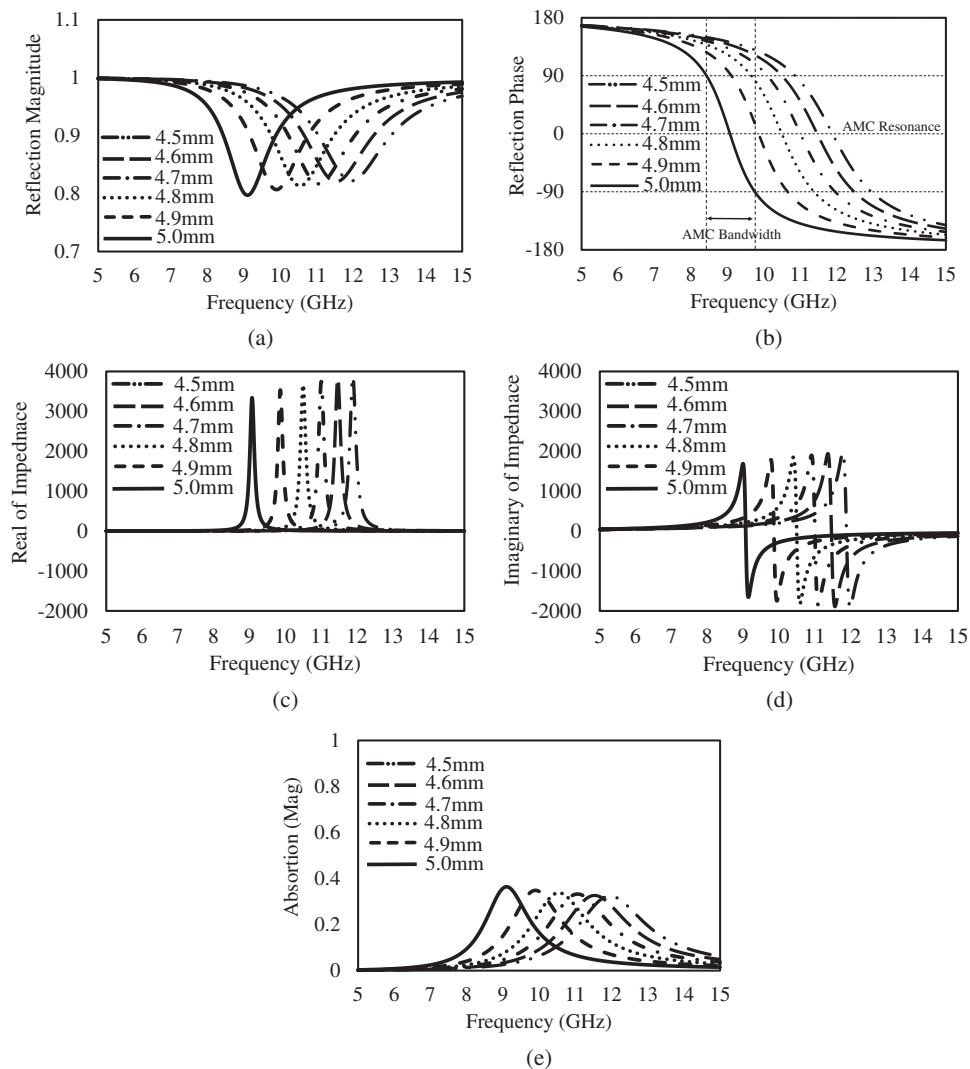 1.1
1
0.9
0.8
0.7
Reflection Magnitude
4.5mm
4.6mm
4.7mm
4.8mm
4.9mm
5.0mm
5 6 7 8 9 10 11 12 13 14 15
Frequency (GHz)
(a)
180
90
0
-90
-180
Reflection Phase
4.5mm
4.6mm
4.7mm
4.8mm
4.9mm
5.0mm
AMC Resonance
AMC Bandwidth
5 6 7 8 9 10 11 12 13 14 15
Frequency (GHz)
(b)
4000
3000
2000
1000
0
-1000
-2000
Real of Impednace
4.5mm
4.6mm
4.7mm
4.8mm
4.9mm
5.0mm
5 6 7 8 9 10 11 12 13 14 15
Frequency (GHz)
(c)
4000
3000
2000
1000
0
-1000
-2000
Imaginary of Impednace
4.5mm
4.6mm
4.7mm
4.8mm
4.9mm
5.0mm
5 6 7 8 9 10 11 12 13 14 15
Frequency (GHz)
(d)
1
0.8
0.6
0.4
0.2
0
Absortion (Mag)
4.5mm
4.6mm
4.7mm
4.8mm
4.9mm
5.0mm
5 6 7 8 9 10 11 12 13 14 15
Frequency (GHz)
(e)